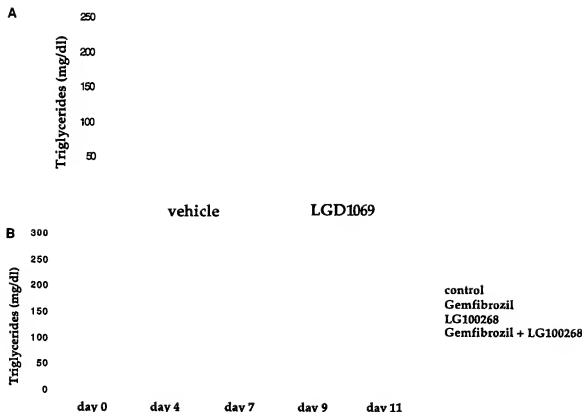 A
Triglycerides (mg/dl)
250
200
150
100
50
vehicle LGD1069
B
Triglycerides (mg/dl)
300
250
200
150
100
50
0
day 0 day 4 day 7 day 9 day 11
control
Gemfibrozil
LG100268
Gemfibrozil + LG100268